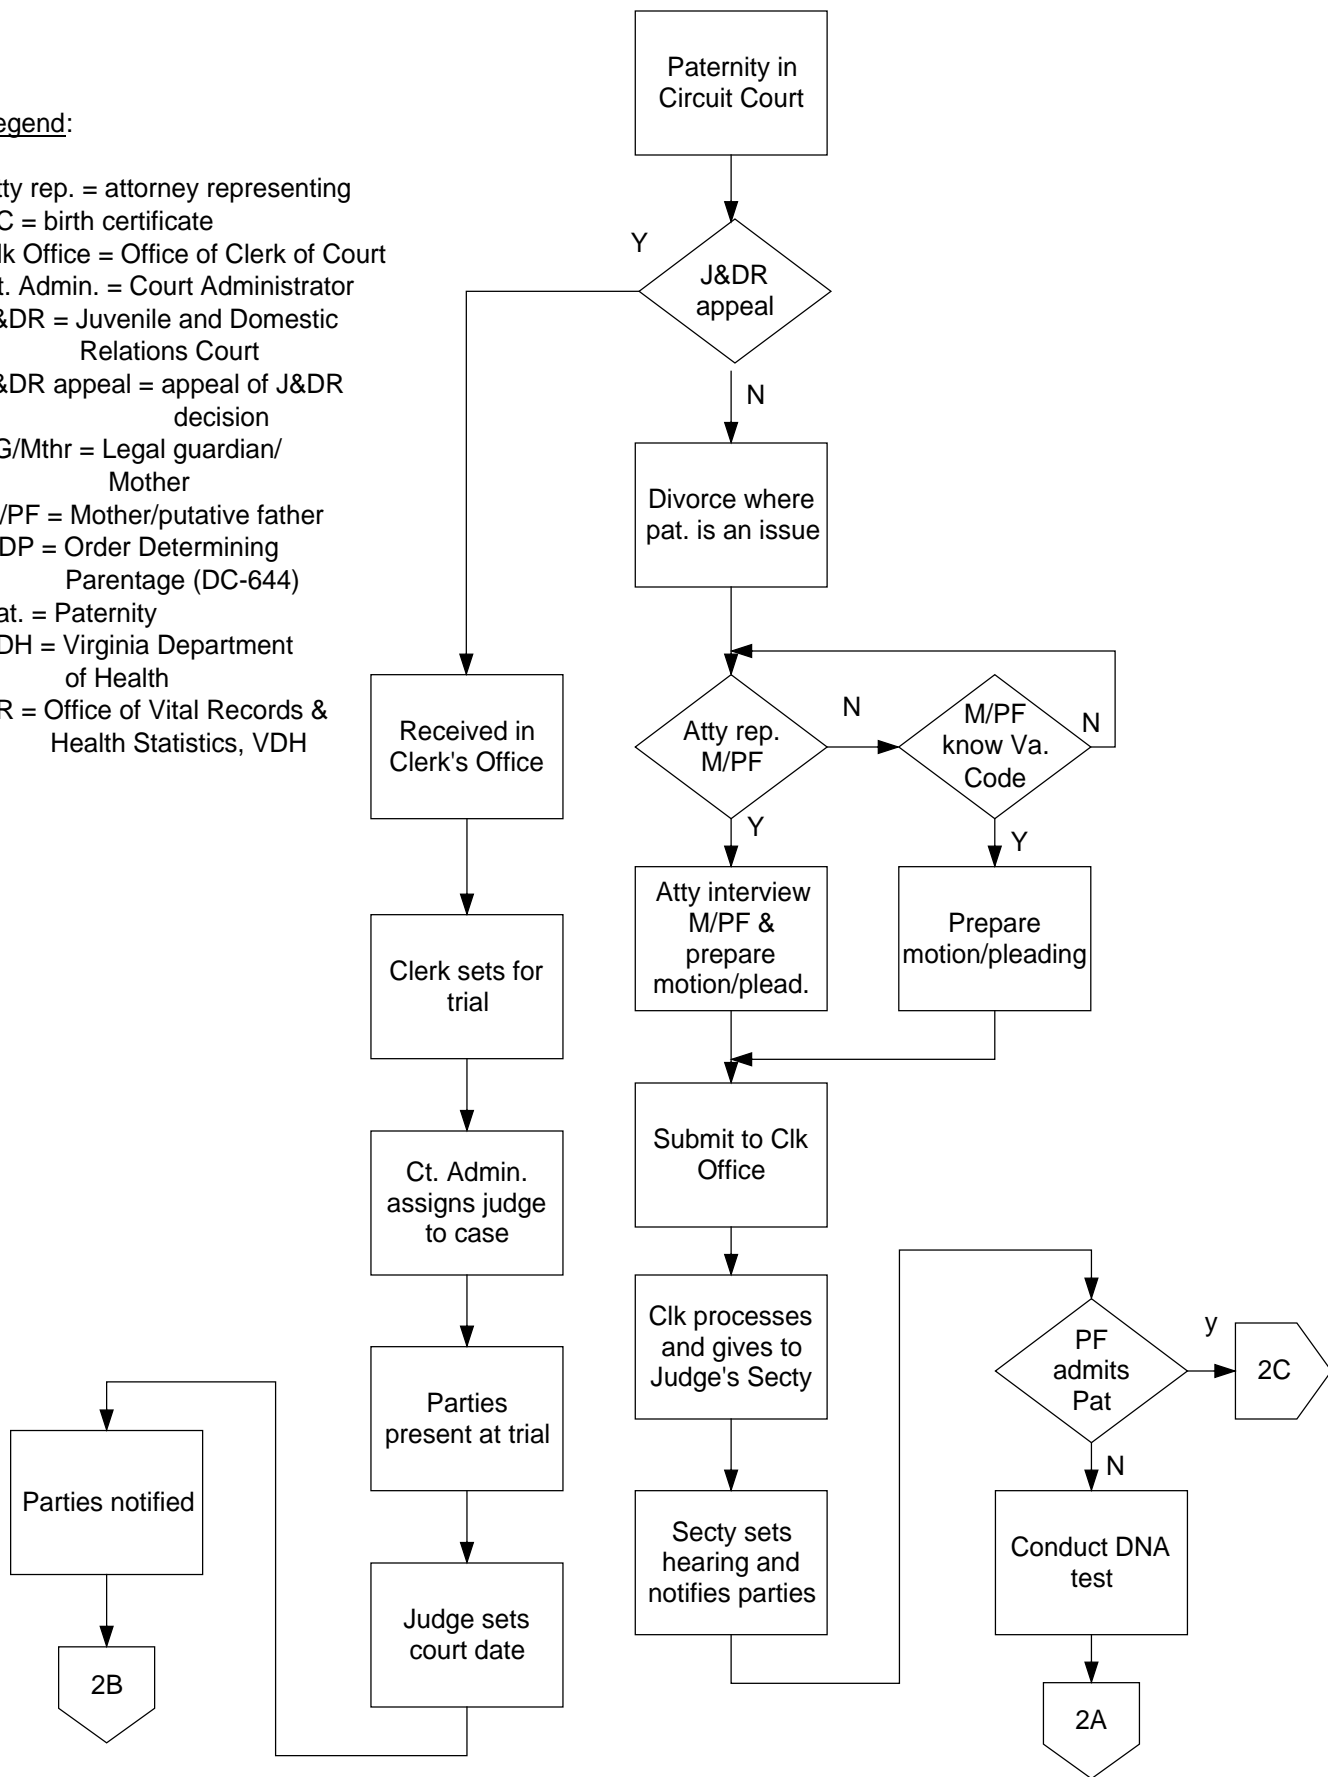 Paternity in
Circuit Court
egend:
tty rep. = attorney representing
C = birth certificate
lk Office = Office of Clerk of Court
t. Admin. = Court Administrator
&DR = Juvenile and Domestic
Relations Court
&DR appeal = appeal of J&DR
decision
G/Mthr = Legal guardian/
Mother
/PF = Mother/putative father
DP = Order Determining
Parentage (DC-644)
at. = Paternity
DH = Virginia Department
of Health
R = Office of Vital Records &
Health Statistics, VDH
Y
J&DR
appeal
N
Divorce where
pat. is an issue
Received in
Clerk's Office
Atty rep.
M/PF
N
M/PF
know Va.
Code
N
Y
Y
Atty interview
M/PF &
prepare
motion/plead.
Prepare
motion/pleading
Clerk sets for
trial
Submit to Clk
Office
Ct. Admin.
assigns judge
to case
Clk processes
and gives to
Judge's Secty
PF
admits
Pat
y
2C
Parties
present at trial
N
Parties notified
Secty sets
hearing and
notifies parties
Conduct DNA
test
Judge sets
court date
2B
2A